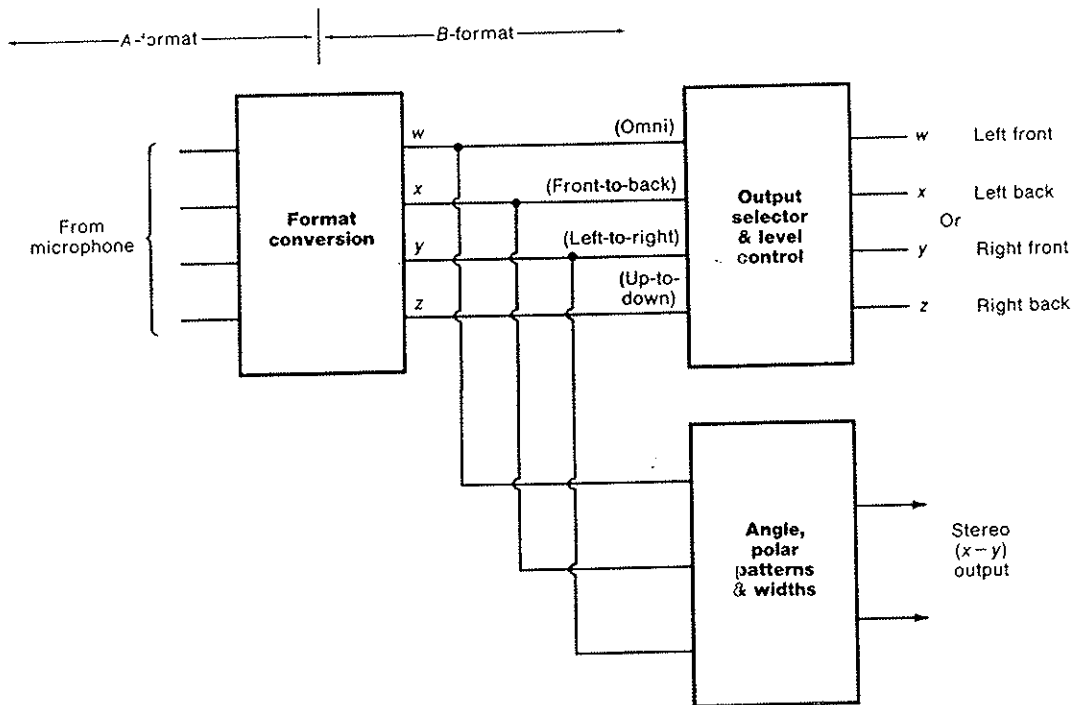 A-format
B-format
From
microphone
Format
conversion
w
x
y
z
(Omni)
(Front-to-back)
(Left-to-right)
(Up-to-
down)
Output
selector
& level
control
w Left front
x Left back
Or
y Right front
z Right back
Angle,
polar
patterns
& widths
Stereo
(x – y)
output